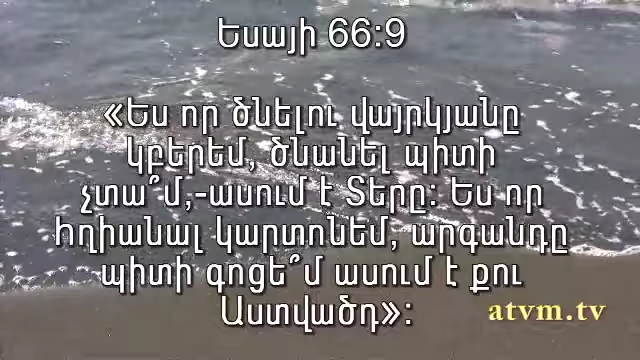 Եսայի 66:9
«Ես որ ծնելու վայրկյանը
կբերեմ, ծնանել պիտի
չտա՞մ,-ասում է Տերը: Ես որ
հղիանալ կարտոնեմ, արգանդը
պիտի գոցե՞մ ասում է քու
Աստվածդ»:
atvm.tv